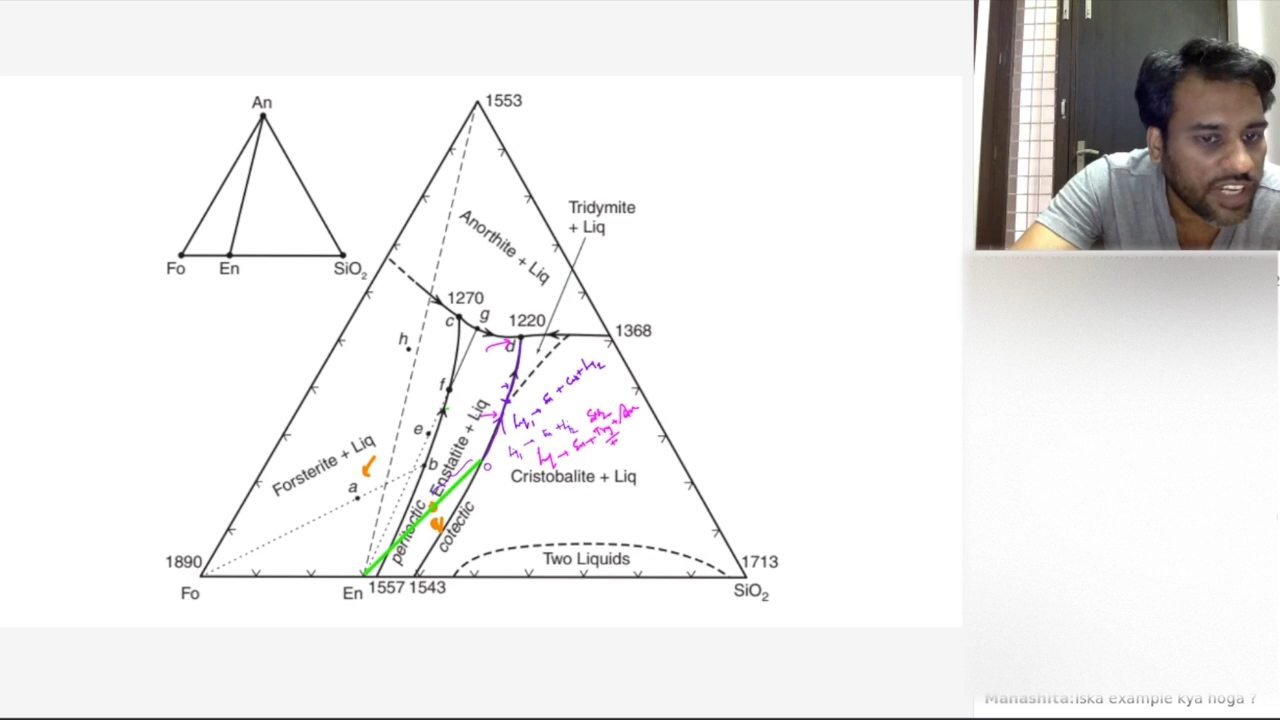 An
Fo
En
SiO₂
1553
Tridymite
+ Liq
Anorthite + Liq
1270
c
g
1220
d
1368
h
f
e
b
Enstatite + Liq
Forsterite + Liq
a
Cristobalite + Liq
peritectic
cotectic
Two Liquids
1890
1713
Fo
En
1557
1543
SiO₂
Manashita:iska example kya hoga ?